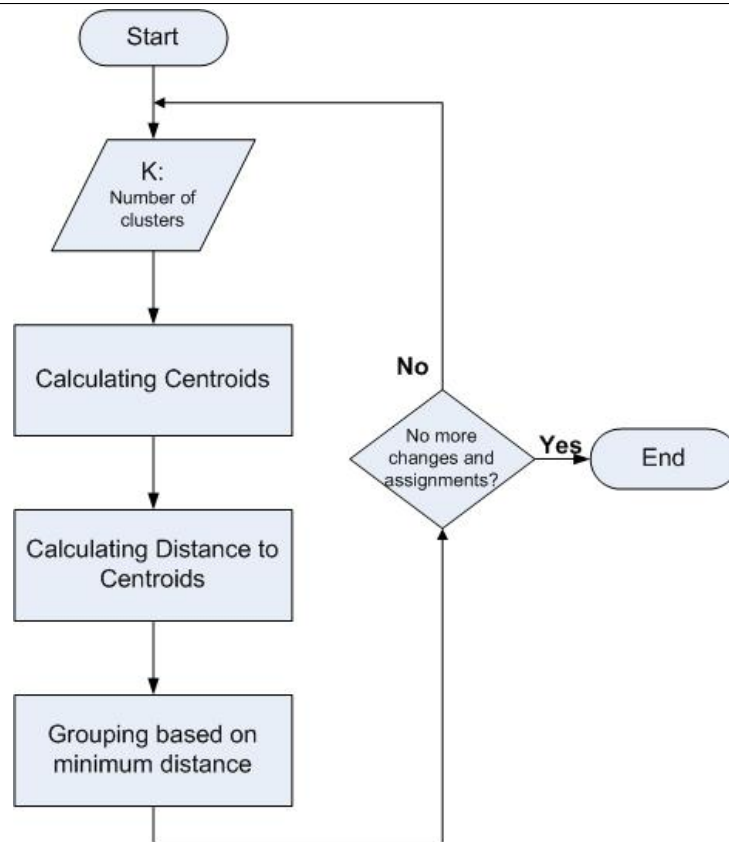 Start
K:
Number of
clusters
Calculating Centroids
Calculating Distance to
Centroids
Grouping based on
minimum distance
No
No more
changes and
assignments?
Yes
End